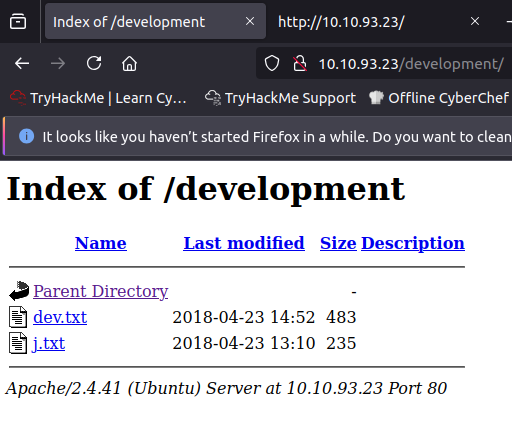 Index of /development
http://10.10.93.23/
10.10.93.23/development/
TryHackMe | Learn Cy… TryHackMe Support Offline CyberChef
It looks like you haven’t started Firefox in a while. Do you want to clean
Index of /development
Name Last modified Size Description
Parent Directory -
dev.txt 2018-04-23 14:52 483
j.txt 2018-04-23 13:10 235
Apache/2.4.41 (Ubuntu) Server at 10.10.93.23 Port 80